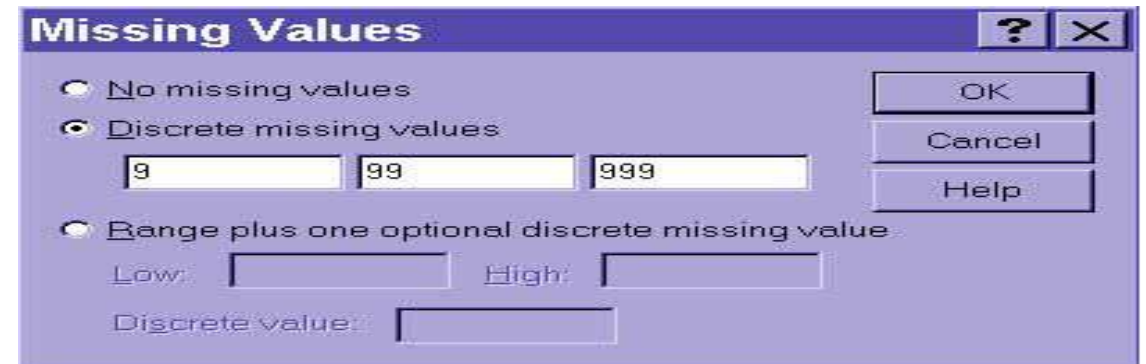 Missing Values ? ×
No missing values OK
Discrete missing values Cancel
9 99 999 Help
Range plus one optional discrete missing value
Low: High:
Discrete value: